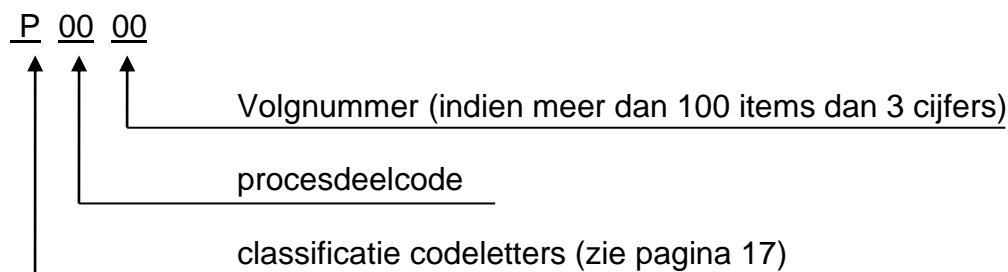 P 00 00
Volgnummer (indien meer dan 100 items dan 3 cijfers)
procesdeelcode
classificatie codeletters (zie pagina 17)